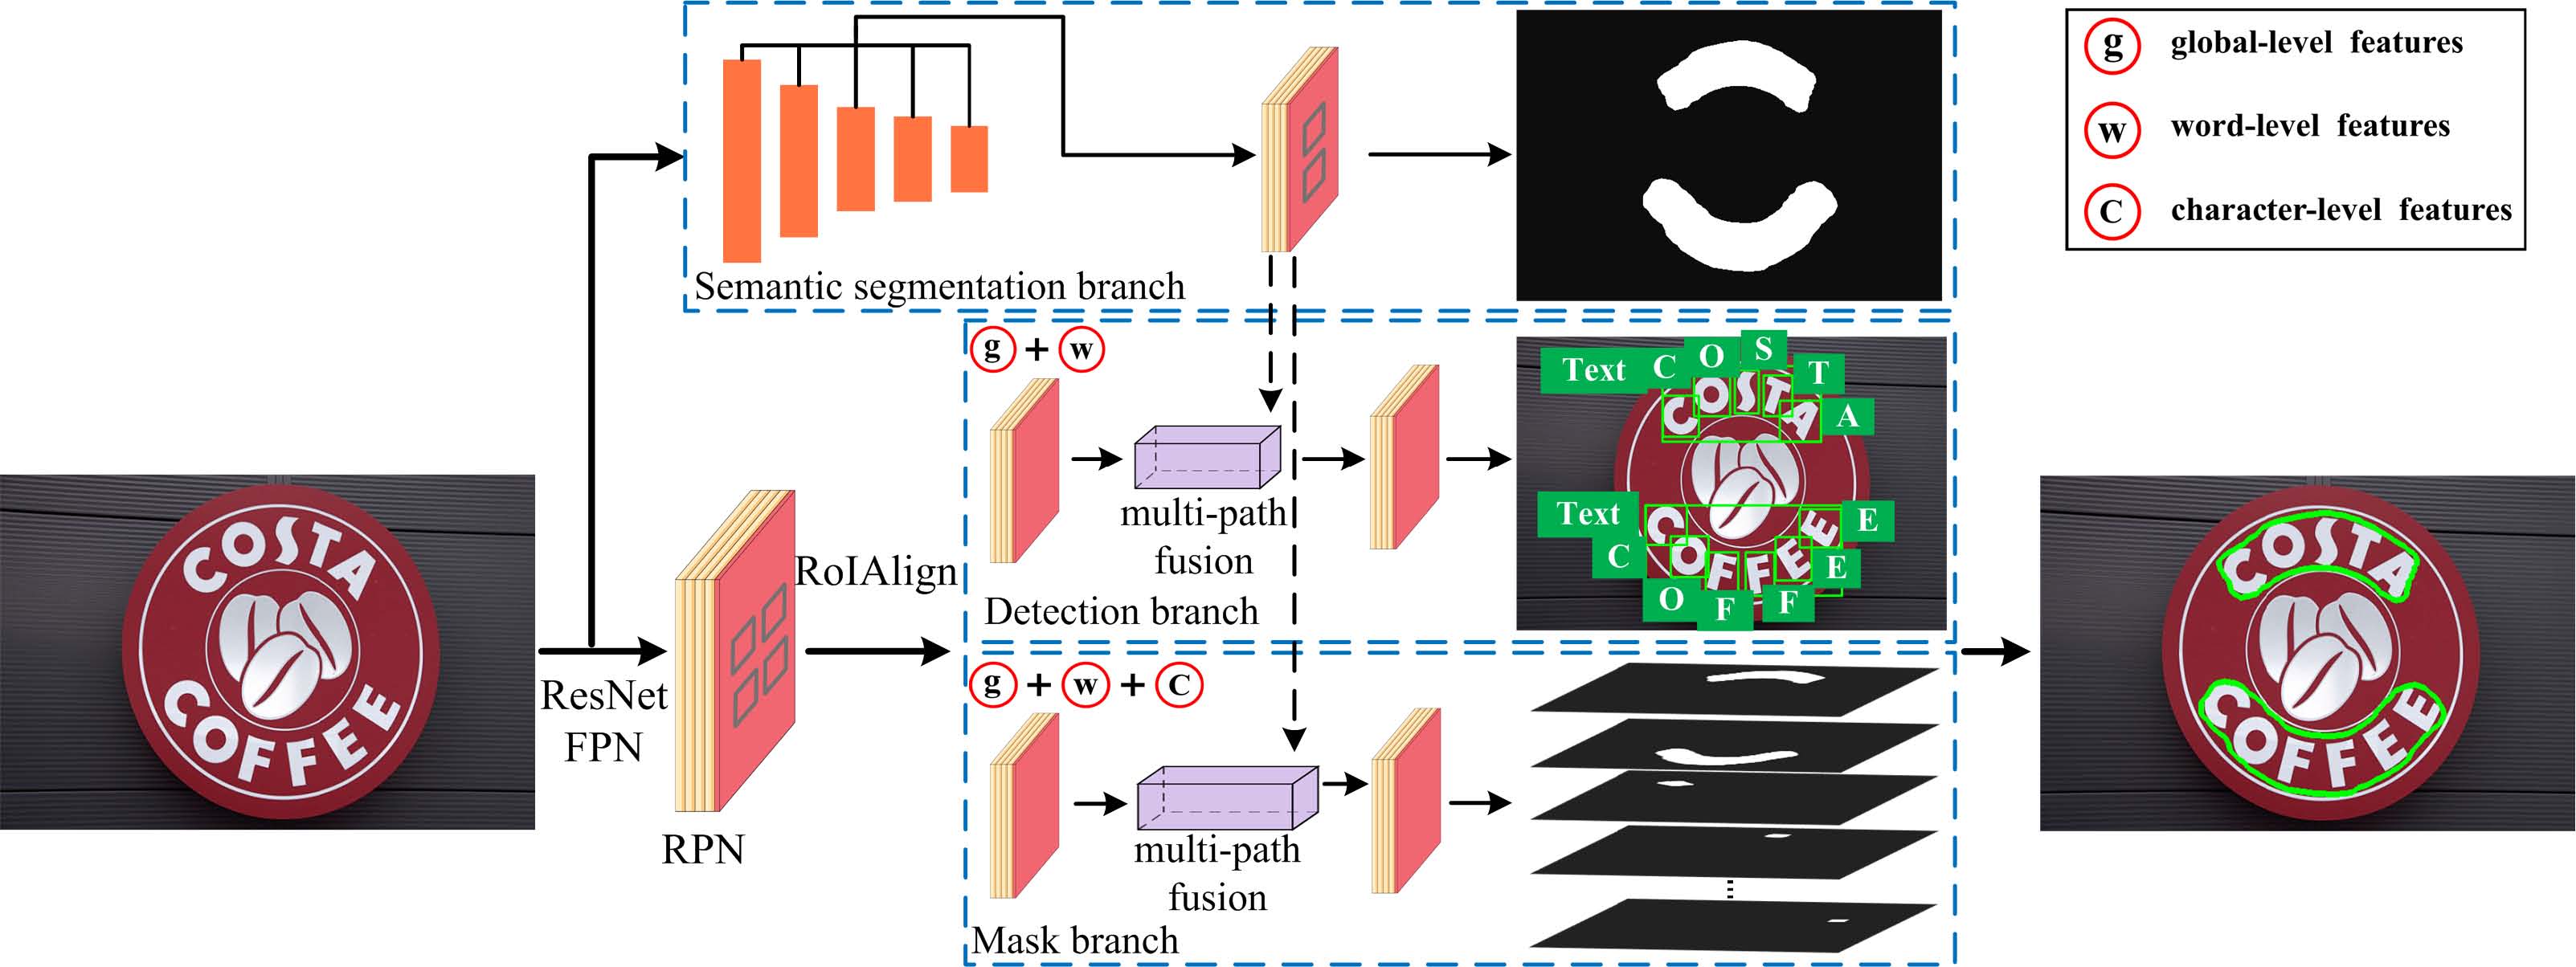 g global-level features
w word-level features
C character-level features
Semantic segmentation branch
g + w
Text C O S T A
COSTA
multi-path
fusion
Text C O F F E E
COFFEE
Detection branch
COSTA
COFFEE
RoIAlign
ResNet
FPN
RPN
g + w + C
multi-path
fusion
Mask branch
COSTA
COFFEE